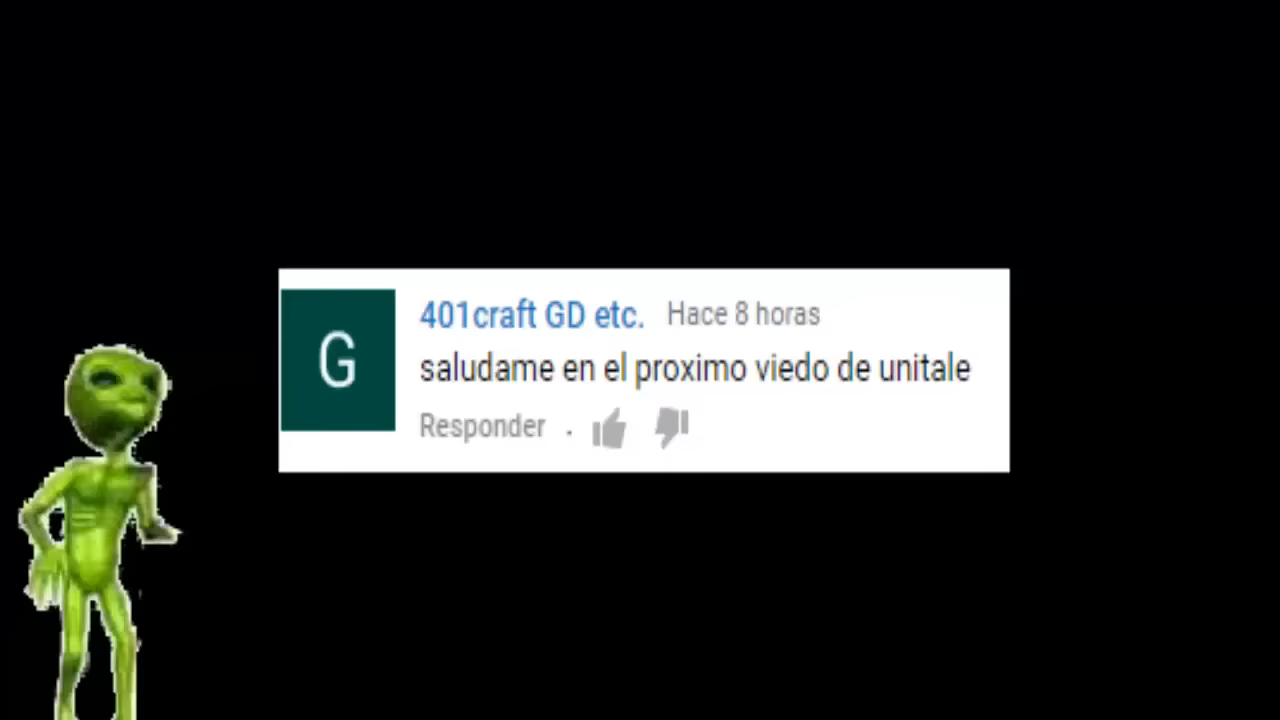 G
401craft GD etc. Hace 8 horas
saludame en el proximo viedo de unitale
Responder .